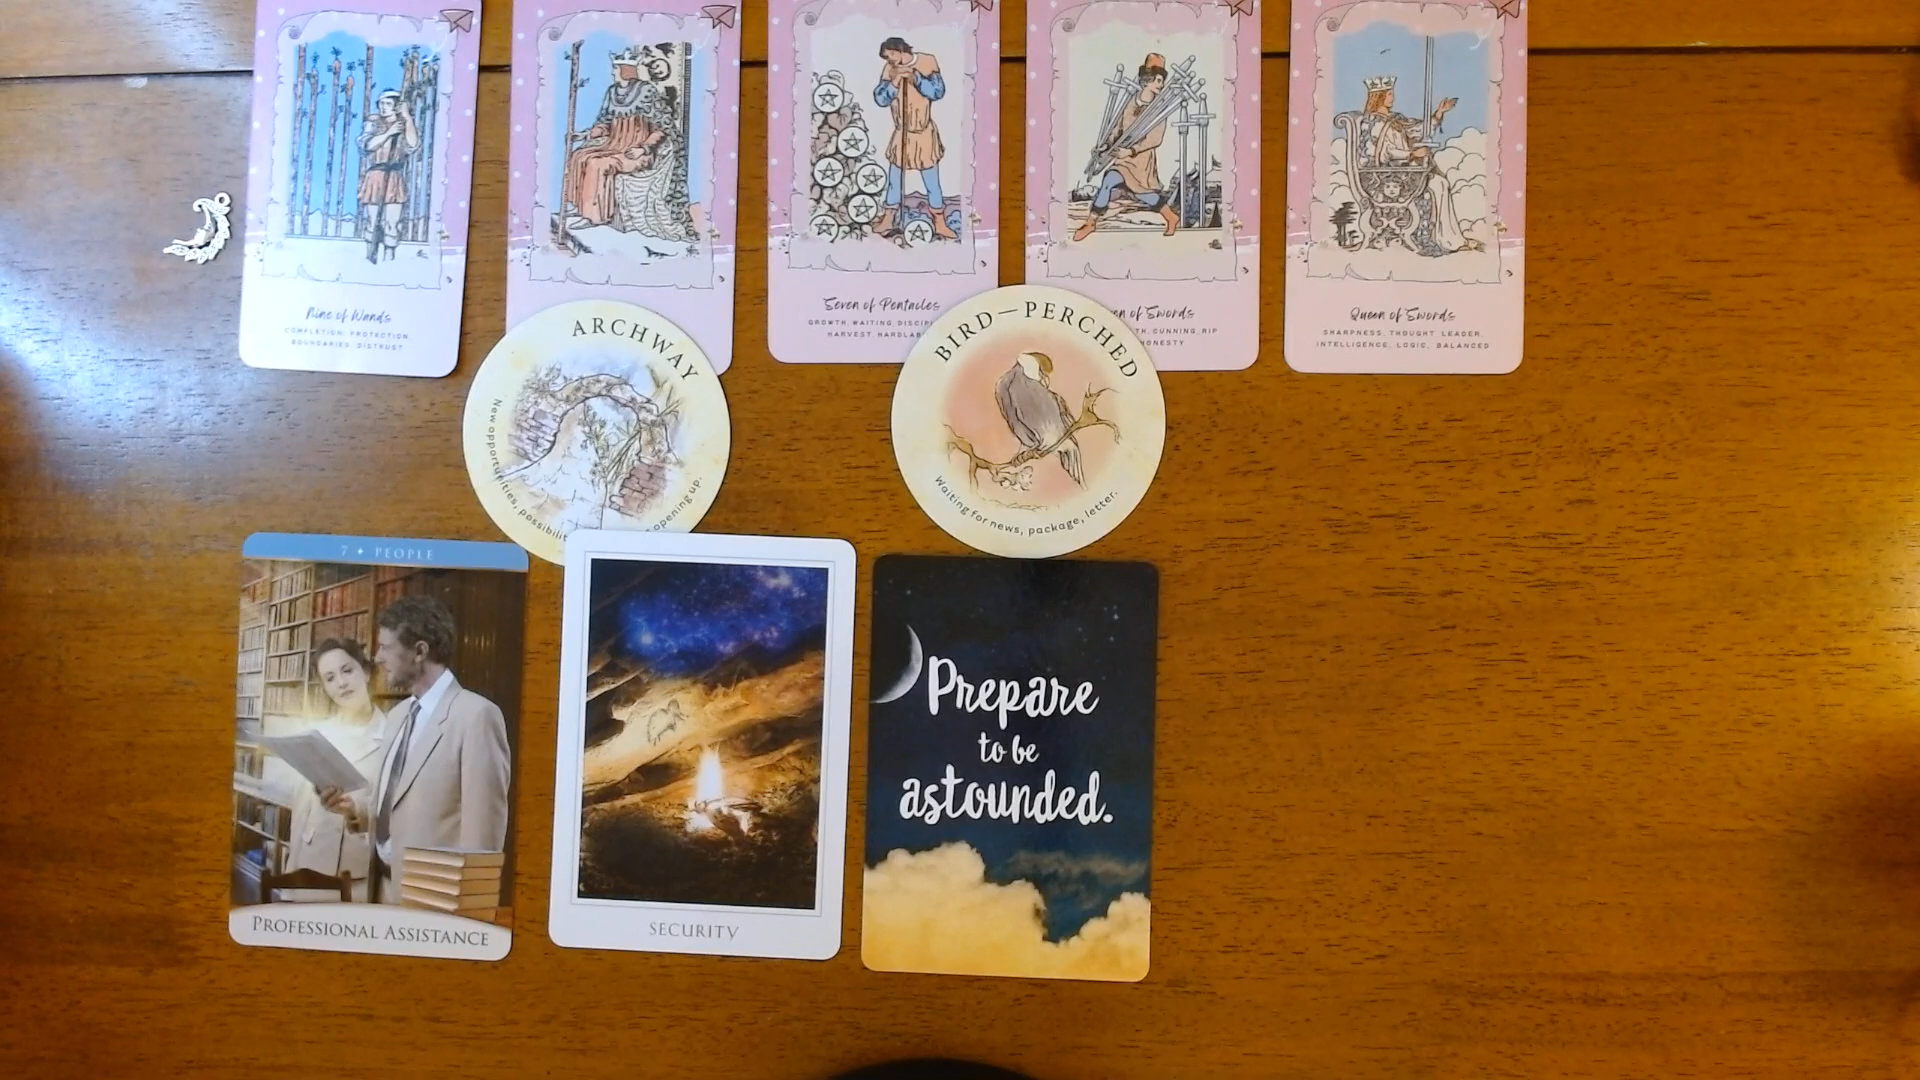 Nine of Wands
COMPLETION, PROTECTION,
BOUNDARIES, DISTRUST
Seven of Pentacles
GROWTH, WAITING,
HARVEST,
of Swords
CUNNING, RIP
Queen of Swords
SHARPNESS, THOUGHT LEADER,
INTELLIGENCE, LOGIC, BALANCED
ARCHWAY
New opportunities, opening up.
BIRD—PERCHED
Waiting for news, package, letter.
7 ✦ PEOPLE
PROFESSIONAL ASSISTANCE
SECURITY
Prepare
to be
astounded.